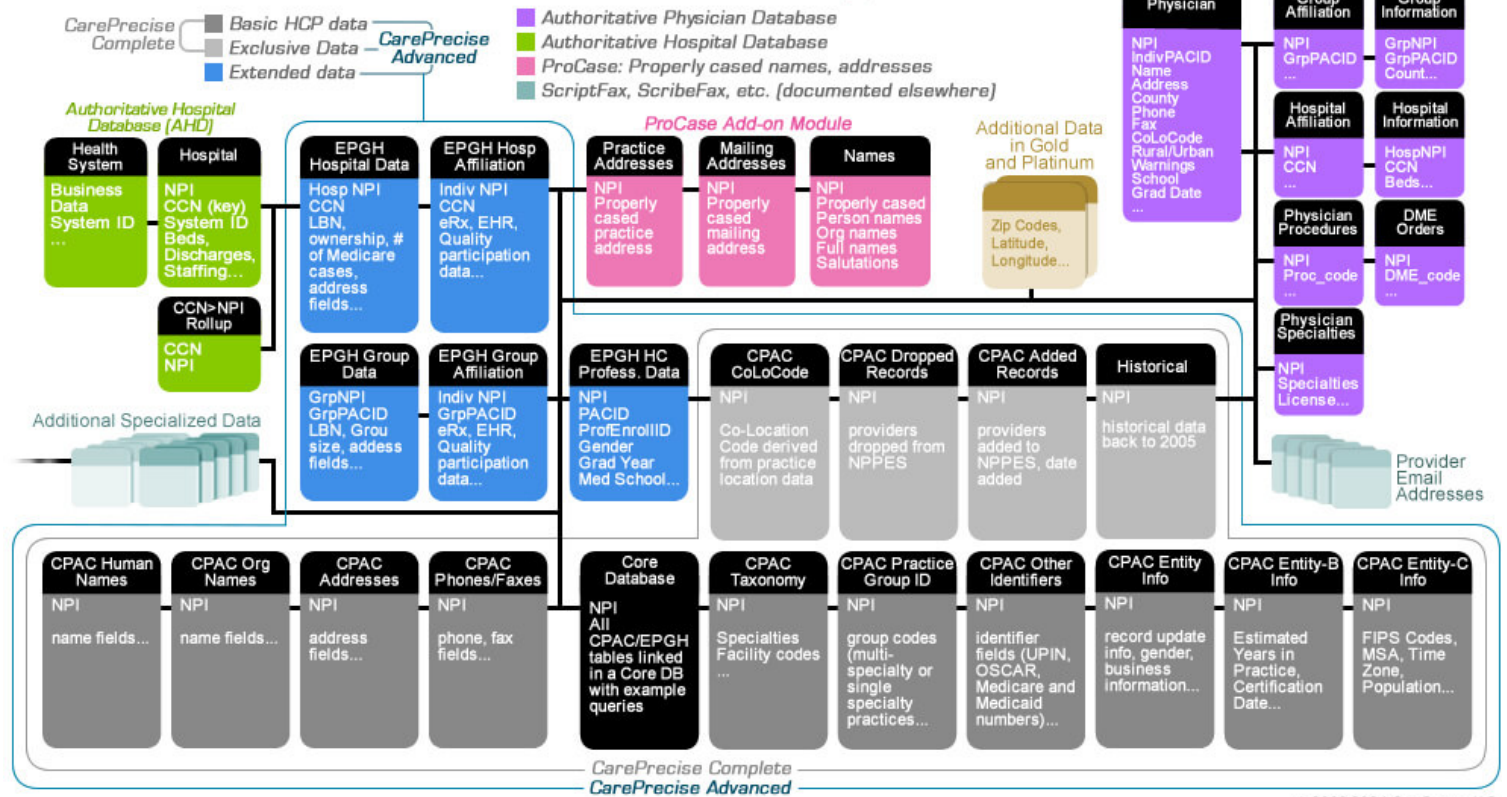 CarePrecise
Complete
Basic HCP data
Exclusive Data
Extended data
CarePrecise
Advanced
Authoritative Physician Database
Authoritative Hospital Database
ProCase: Properly cased names, addresses
ScriptFax, ScribeFax, etc. (documented elsewhere)
Authoritative Hospital
Database (AHD)
Health
System
Business
Data
System ID
...
Hospital
NPI
CCN (key)
System ID
Beds,
Discharges,
Staffing...
CCN>NPI
Rollup
CCN
NPI
EPGH
Hospital Data
Hosp NPI
CCN
LBN,
ownership, #
of Medicare
cases,
address
fields...
EPGH Hosp
Affiliation
Indiv NPI
CCN
eRx, EHR,
Quality
participation
data...
ProCase Add-on Module
Practice
Addresses
NPI
Properly
cased
practice
address
Mailing
Addresses
NPI
Properly
cased
mailing
address
Names
NPI
Properly cased
Person names
Org names
Full names
Salutations
Additional Data
in Gold
and Platinum
Zip Codes,
Latitude,
Longitude...
Physician
NPI
IndivPACID
Name
Address
County
Phone
Fax
CoLoCode
Rural/Urban
Warnings
School
Grad Date
...
Group
Affiliation
NPI
GrpPACID
...
Group
Information
GrpNPI
GrpPACID
Count...
Hospital
Affiliation
NPI
CCN
...
Hospital
Information
HospNPI
CCN
Beds...
Physician
Procedures
NPI
Proc_code
...
DME
Orders
NPI
DME_code
...
Physician
Specialties
NPI
Specialties
License...
Provider
Email
Addresses
Additional Specialized Data
EPGH Group
Data
GrpNPI
GrpPACID
LBN, Grou
size, addess
fields...
EPGH Group
Affiliation
Indiv NPI
GrpPACID
eRx, EHR,
Quality
participation
data...
EPGH HC
Profess. Data
NPI
PACID
ProfEnrollID
Gender
Grad Year
Med School...
CPAC
CoLoCode
NPI
Co-Location
Code derived
from practice
location data
CPAC Dropped
Records
NPI
providers
dropped from
NPPES
CPAC Added
Records
NPI
providers
added to
NPPES, date
added
Historical
NPI
historical data
back to 2005
CPAC Human
Names
NPI
name fields...
CPAC Org
Names
NPI
name fields...
CPAC
Addresses
NPI
address
fields...
CPAC
Phones/Faxes
NPI
phone, fax
fields...
Core
Database
NPI
All
CPAC/EPGH
tables linked
in a Core DB
with example
queries
CPAC
Taxonomy
NPI
Specialties
Facility codes
...
CPAC Practice
Group ID
NPI
group codes
(multi-
specialty or
single
specialty
practices...
CPAC Other
Identifiers
NPI
identifier
fields (UPIN,
OSCAR,
Medicare and
Medicaid
numbers)...
CPAC Entity
Info
NPI
record update
info, gender,
business
information...
CPAC Entity-B
Info
NPI
Estimated
Years in
Practice,
Certification
Date...
CPAC Entity-C
Info
NPI
FIPS Codes,
MSA, Time
Zone,
Population...
CarePrecise Complete
CarePrecise Advanced